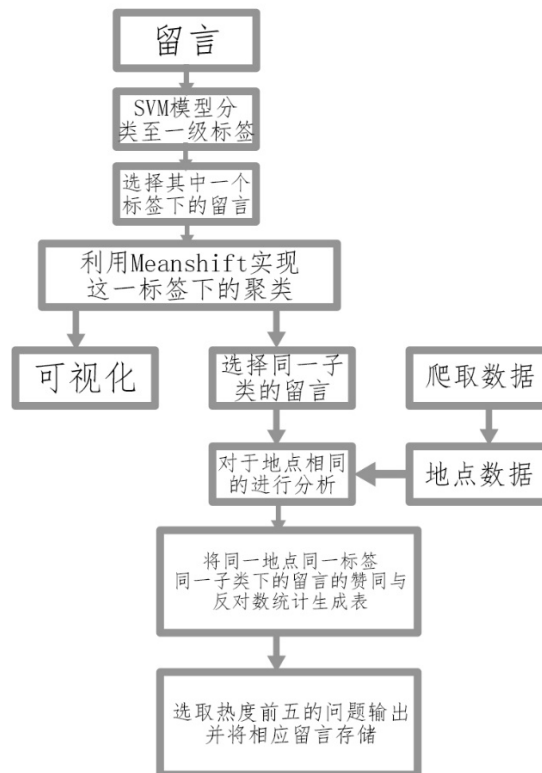 留言
SVM模型分
类至一级标签
选择其中一个
标签下的留言
利用Meanshift实现
这一标签下的聚类
可视化
选择同一子
类的留言
爬取数据
对于地点相同
的进行分析
地点数据
将同一地点同一标签
同一子类下的留言的赞同与
反对数统计生成表
选取热度前五的问题输出
并将相应留言存储